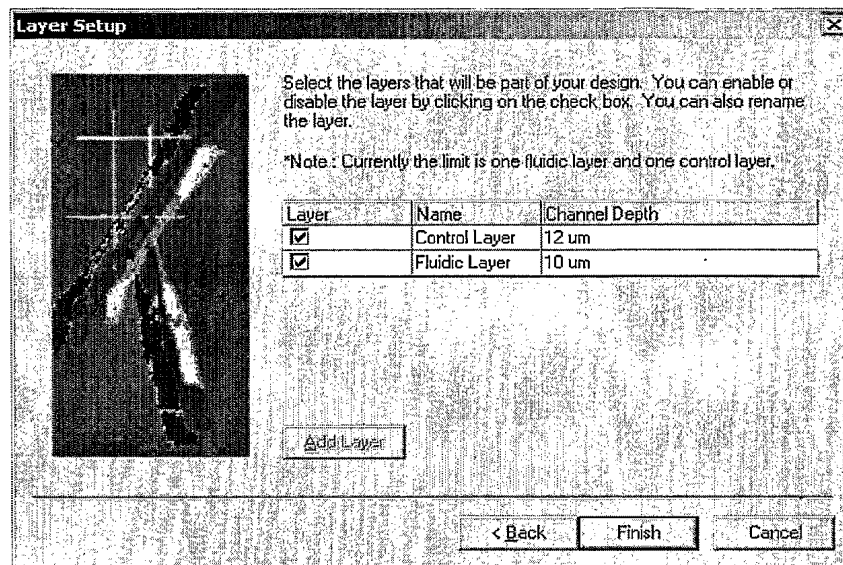 Layer Setup
Select the layers that will be part of your design. You can enable or
disable the layer by clicking on the check box. You can also rename
the layer.
*Note : Currently the limit is one fluidic layer and one control layer.
Layer Name Channel Depth
Control Layer 12 um
Fluidic Layer 10 um
Add Layer
< Back Finish Cancel